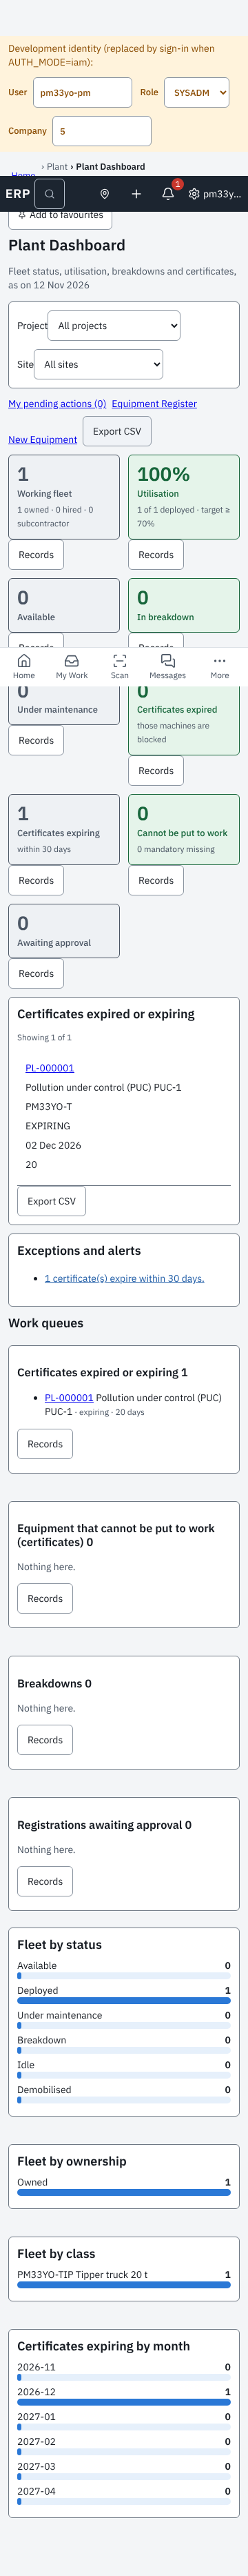 Development identity (replaced by sign-in when
AUTH_MODE=iam):
User pm33yo-pm Role SYSADM
Company 5
Home › Plant › Plant Dashboard
ERP 1 pm33y...
Add to favourites
Plant Dashboard
Fleet status, utilisation, breakdowns and certificates,
as on 12 Nov 2026
Project All projects
Site All sites
My pending actions (0) Equipment Register
New Equipment Export CSV
1
Working fleet
1 owned · 0 hired · 0
subcontractor
Records
100%
Utilisation
1 of 1 deployed · target ≥
70%
Records
0
Available
Records
0
In breakdown
Records
Home My Work Scan Messages More
0
Under maintenance
Records
0
Certificates expired
those machines are
blocked
Records
1
Certificates expiring
within 30 days
Records
0
Cannot be put to work
0 mandatory missing
Records
0
Awaiting approval
Records
Certificates expired or expiring
Showing 1 of 1
PL-000001
Pollution under control (PUC) PUC-1
PM33YO-T
EXPIRING
02 Dec 2026
20
Export CSV
Exceptions and alerts
1 certificate(s) expire within 30 days.
Work queues
Certificates expired or expiring 1
PL-000001 Pollution under control (PUC)
PUC-1 · expiring · 20 days
Records
Equipment that cannot be put to work
(certificates) 0
Nothing here.
Records
Breakdowns 0
Nothing here.
Records
Registrations awaiting approval 0
Nothing here.
Records
Fleet by status
Available 0
Deployed 1
Under maintenance 0
Breakdown 0
Idle 0
Demobilised 0
Fleet by ownership
Owned 1
Fleet by class
PM33YO-TIP Tipper truck 20 t 1
Certificates expiring by month
2026-11 0
2026-12 1
2027-01 0
2027-02 0
2027-03 0
2027-04 0